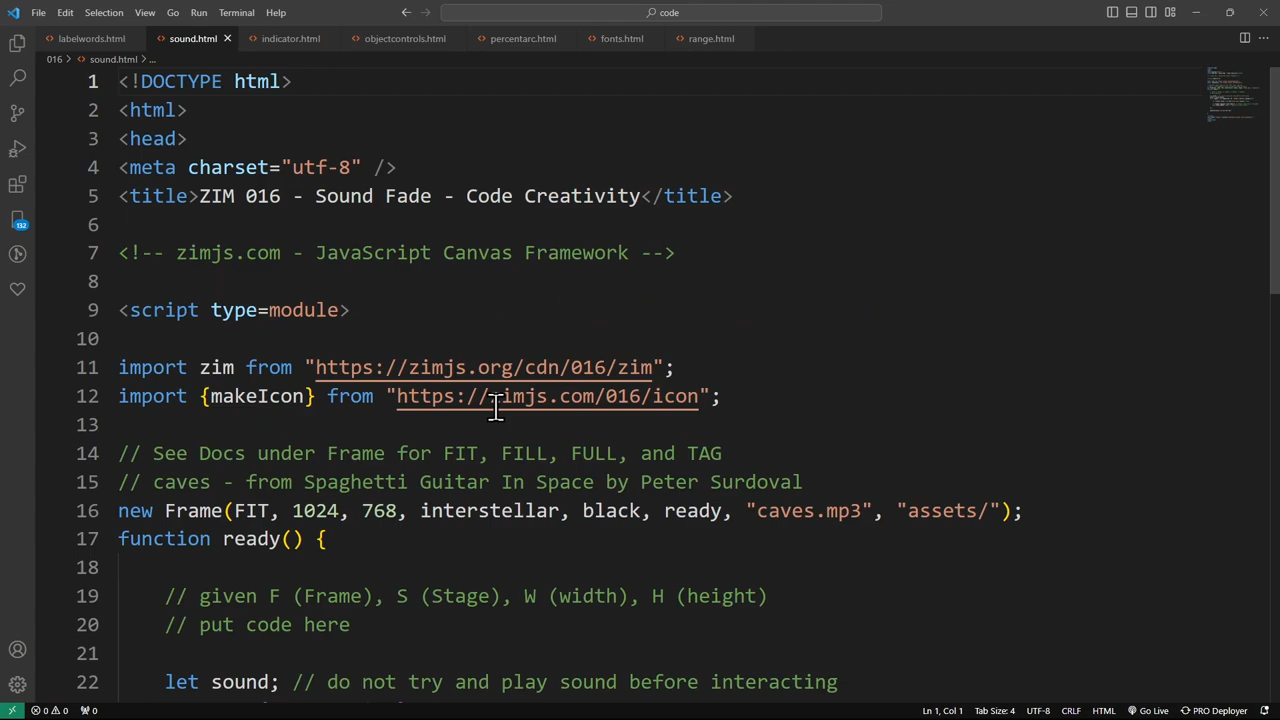 File Edit Selection View Go Run Terminal Help
code
labelwords.html sound.html indicator.html objectcontrols.html percentarc.html fonts.html range.html
016 > sound.html > ...
1 <!DOCTYPE html>
2 <html>
3 <head>
4 <meta charset="utf-8" />
5 <title>ZIM 016 - Sound Fade - Code Creativity</title>
6
7 <!-- zimjs.com - JavaScript Canvas Framework -->
8
9 <script type=module>
10
11 import zim from "https://zimjs.org/cdn/016/zim";
12 import {makeIcon} from "https://zimjs.com/016/icon";
13
14 // See Docs under Frame for FIT, FILL, FULL, and TAG
15 // caves - from Spaghetti Guitar In Space by Peter Surdoval
16 new Frame(FIT, 1024, 768, interstellar, black, ready, "caves.mp3", "assets/");
17 function ready() {
18
19 // given F (Frame), S (Stage), W (width), H (height)
20 // put code here
21
22 let sound; // do not try and play sound before interacting
132
0 0 0 Ln 1, Col 1 Tab Size: 4 UTF-8 CRLF HTML Go Live PRO Deployer